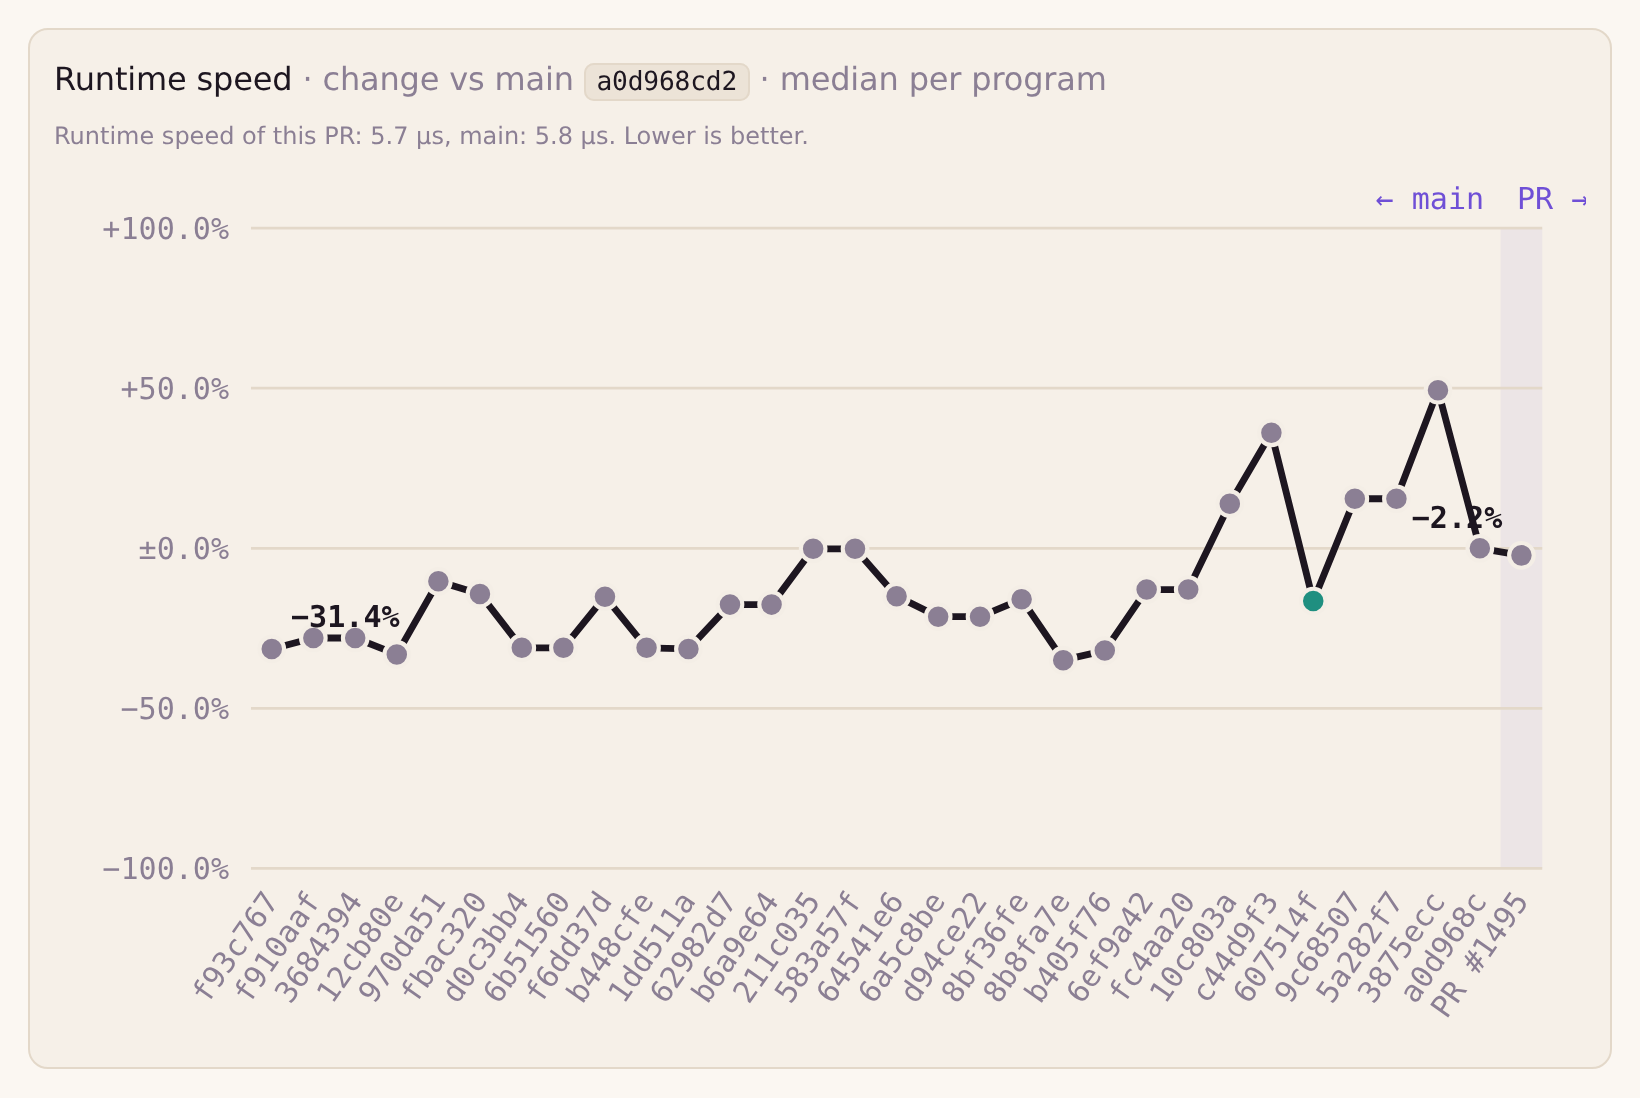 Runtime speed · change vs main a0d968cd2 · median per program
Runtime speed of this PR: 5.7 µs, main: 5.8 µs. Lower is better.
← main PR →
+100.0%
+50.0%
±0.0%
−50.0%
−100.0%
−31.4%
−2.2%
f93c767
f910aaf
3684394
12cb80e
970da51
fbac320
d0c3bb4
6b51560
f6dd37d
b448cfe
1dd511a
62982d7
b6a9e64
211c035
583a57f
64541e6
6a5c8be
d94ce22
8bf36fe
8b8fa7e
b405f76
6ef9a42
fc4aa20
10c803a
c44d9f3
607514f
9c68507
5a282f7
3875ecc
a0d968c
PR #1495